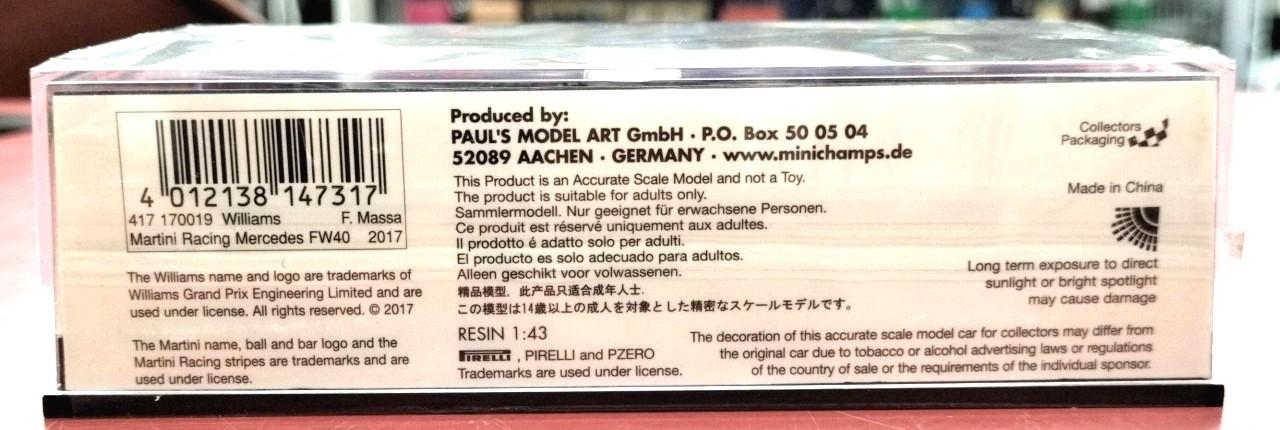 4 012138 147317
417 170019 Williams F. Massa
Martini Racing Mercedes FW40 2017
The Williams name and logo are trademarks of
Williams Grand Prix Engineering Limited and are
used under license. All rights reserved. © 2017
The Martini name, ball and bar logo and the
Martini Racing stripes are trademarks and are
used under license.
Produced by:
PAUL'S MODEL ART GmbH · P.O. Box 50 05 04
52089 AACHEN · GERMANY · www.minichamps.de
This Product is an Accurate Scale Model and not a Toy.
The product is suitable for adults only.
Sammlermodell. Nur geeignet für erwachsene Personen.
Ce produit est réservé uniquement aux adultes.
Il prodotto é adatto solo per adulti.
El producto es solo adecuado para adultos.
Alleen geschikt voor volwassenen.
精品模型，此产品只适合成年人士.
この模型は14歳以上の成人を対象とした精密なスケールモデルです。
RESIN 1:43
PIRELLI , PIRELLI and PZERO
Trademarks are used under license.
Collectors
Packaging
Made in China
Long term exposure to direct
sunlight or bright spotlight
may cause damage
The decoration of this accurate scale model car for collectors may differ from
the original car due to tobacco or alcohol advertising laws or regulations
of the country of sale or the requirements of the individual sponsor.